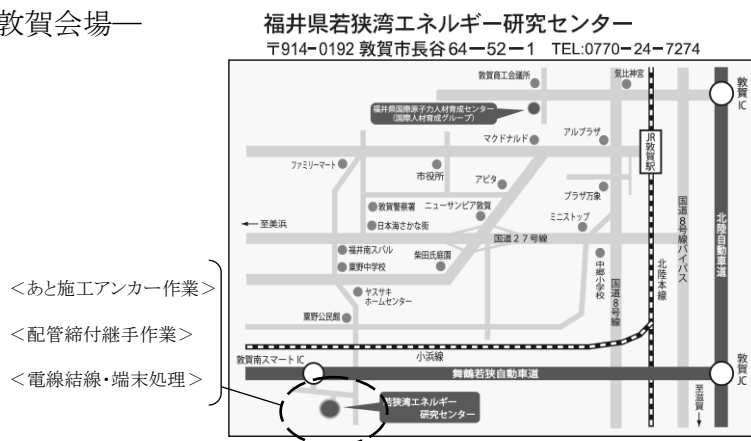 敦賀会場―
福井県若狭湾エネルギー研究センター
〒914-0192 敦賀市長谷64-52-1 TEL:0770-24-7274
敦賀商工会議所
気比神宮
敦賀IC
福井県国際原子力人材育成センター
(国際人材育成グループ)
マクドナルド
アルプラザ
JR敦賀駅
ファミリーマート
市役所
アピタ
プラザ万象
敦賀警察署
ニューサンピア敦賀
ミニストップ
国道8号線バイパス
北陸自動車道
←至美浜
日本海さかな街
国道27号線
福井南スバル
柴田氏庭園
粟野中学校
中郷小学校
国道8号線
北陸本線
<あと施工アンカー作業>
ヤスサキ
ホームセンター
粟野公民館
<配管締付継手作業>
敦賀南スマートIC
小浜線
敦賀JC
<電線結線・端末処理>
舞鶴若狭自動車道
至滋賀→
若狭湾エネルギー
研究センター